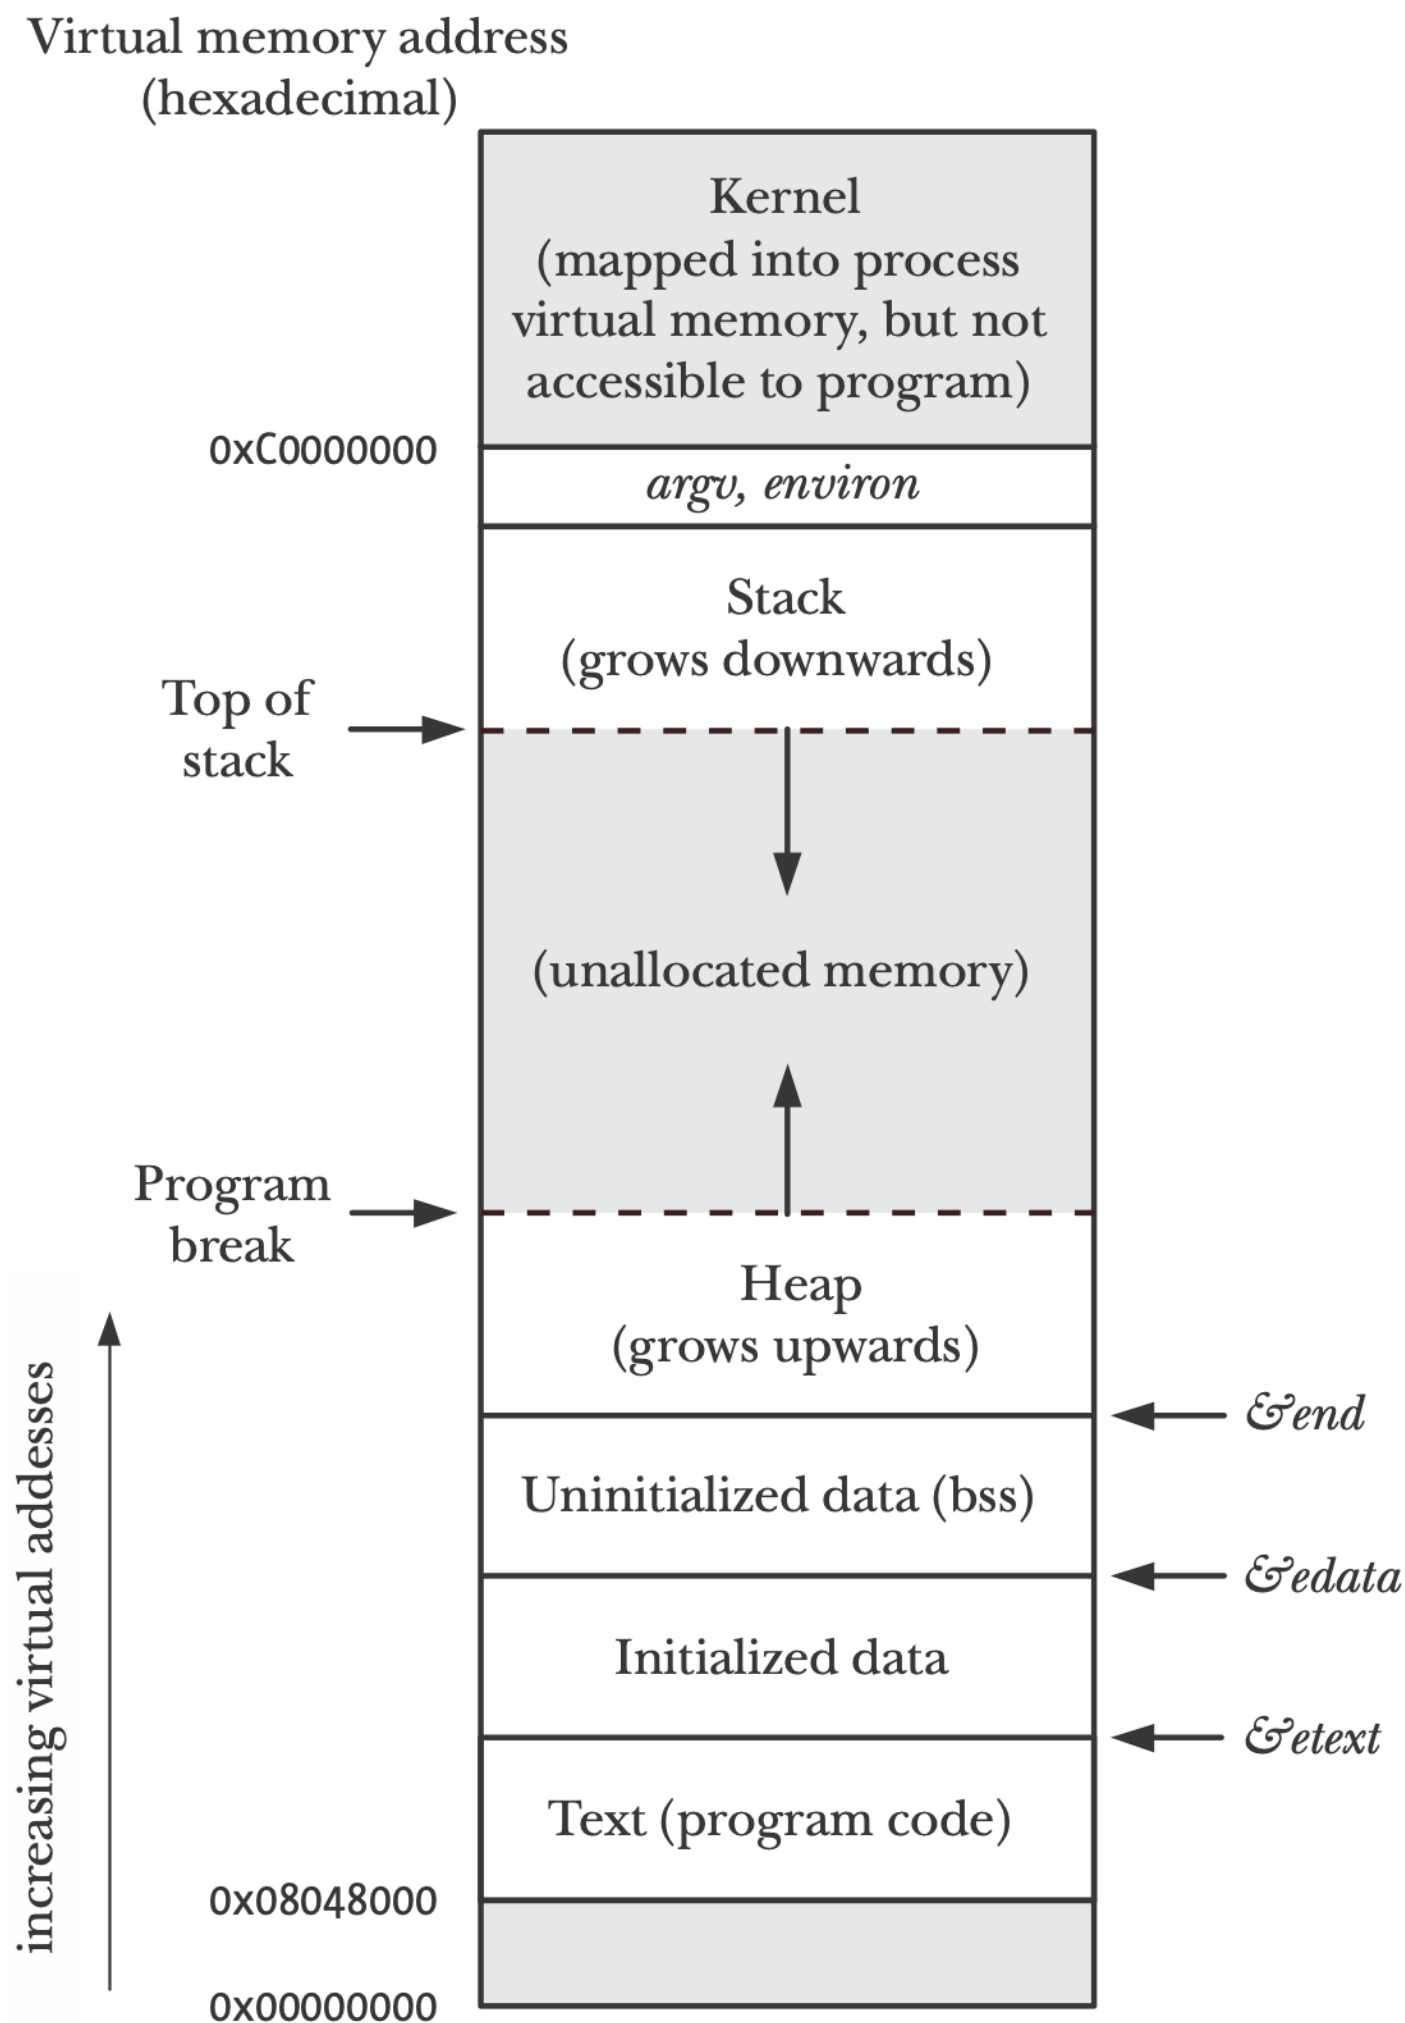 Virtual memory address
(hexadecimal)
Kernel
(mapped into process
virtual memory, but not
accessible to program)
0xC0000000
argv, environ
Stack
(grows downwards)
Top of
stack
(unallocated memory)
Program
break
Heap
(grows upwards)
&end
Uninitialized data (bss)
&edata
Initialized data
&etext
Text (program code)
0x08048000
0x00000000
increasing virtual addesses